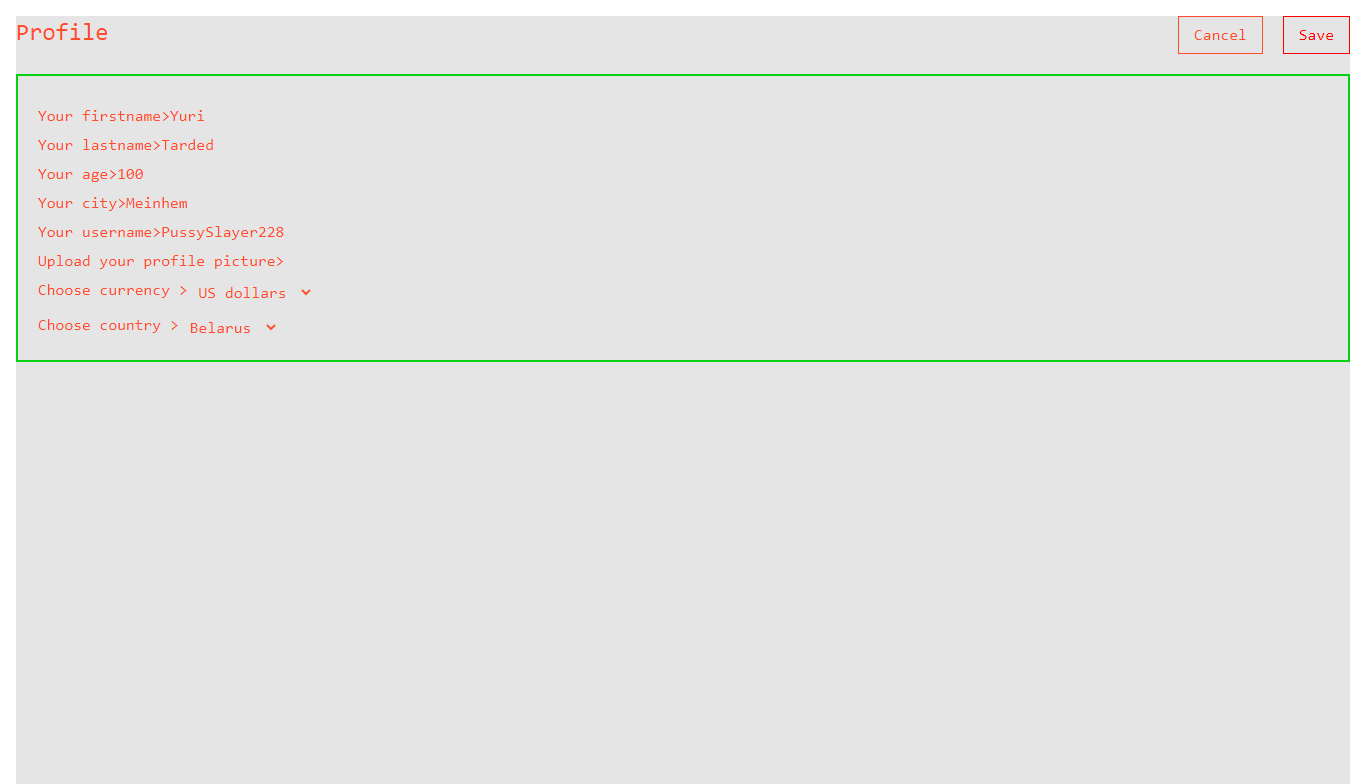 Profile
Cancel
Save
Your firstname>Yuri
Your lastname>Tarded
Your age>100
Your city>Meinhem
Your username>PussySlayer228
Upload your profile picture>
Choose currency > US dollars
Choose country > Belarus